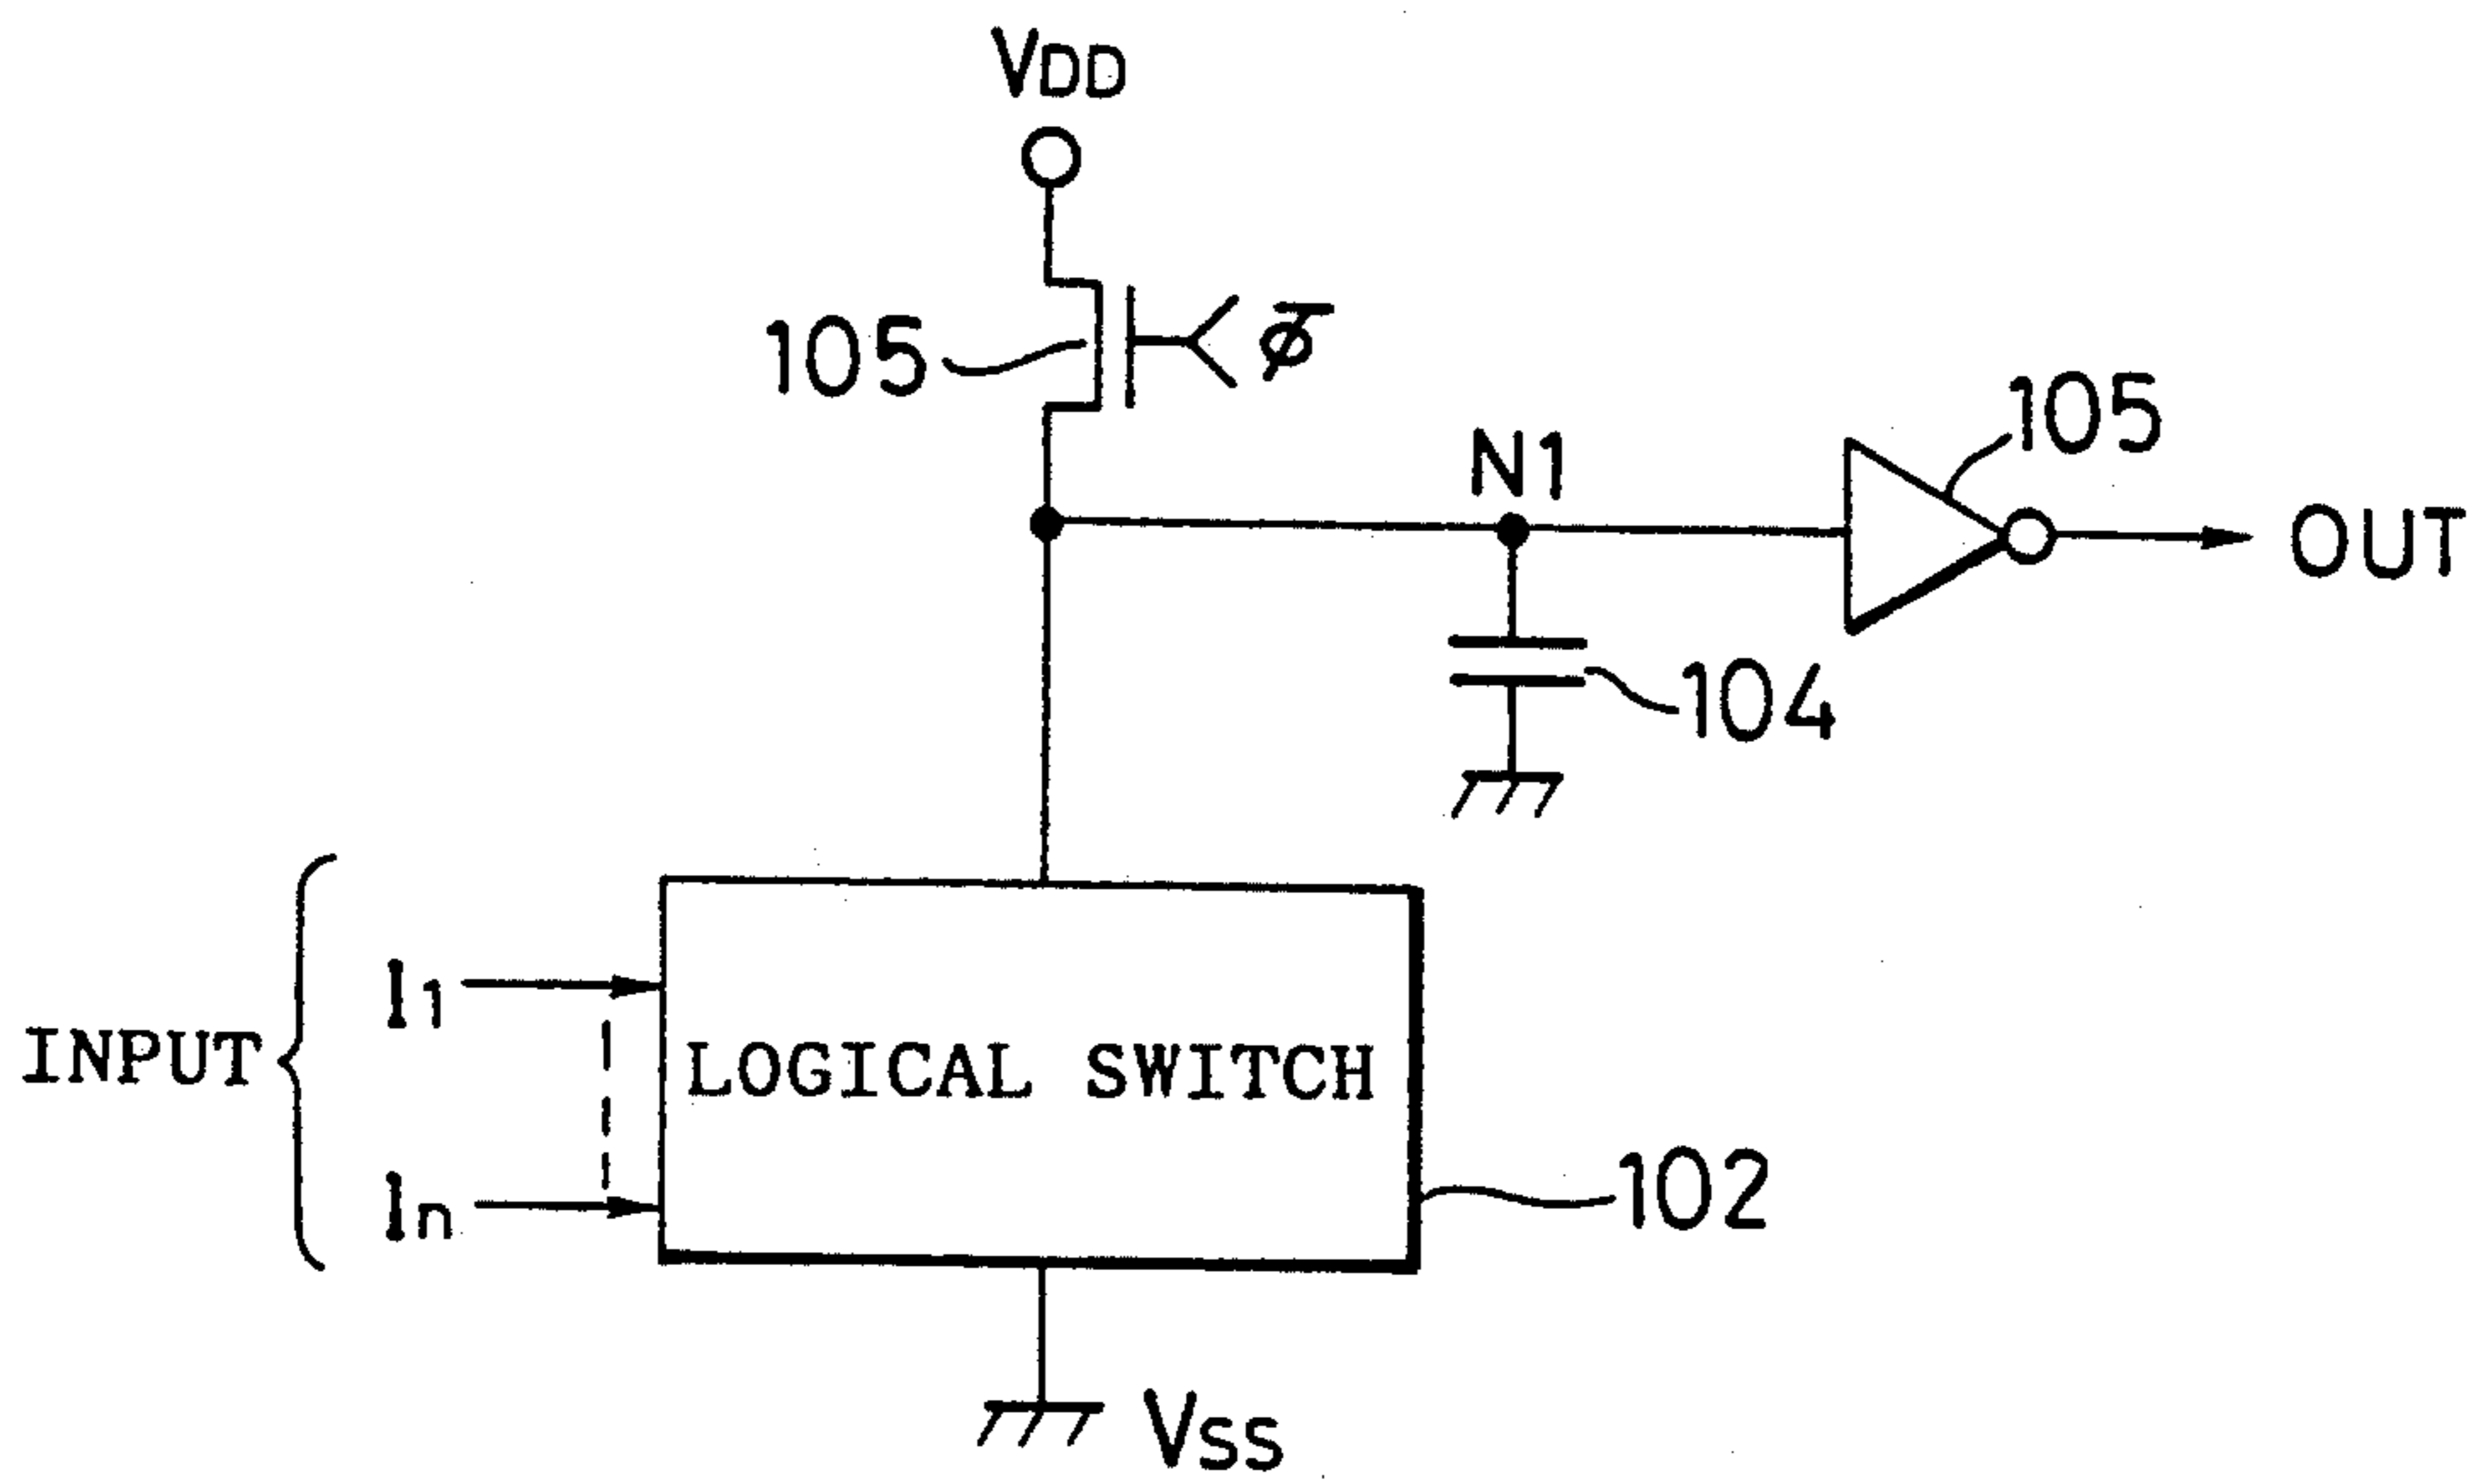 VDD
105
φ̅
N1
105
OUT
104
I1
INPUT
LOGICAL SWITCH
In
102
VSS